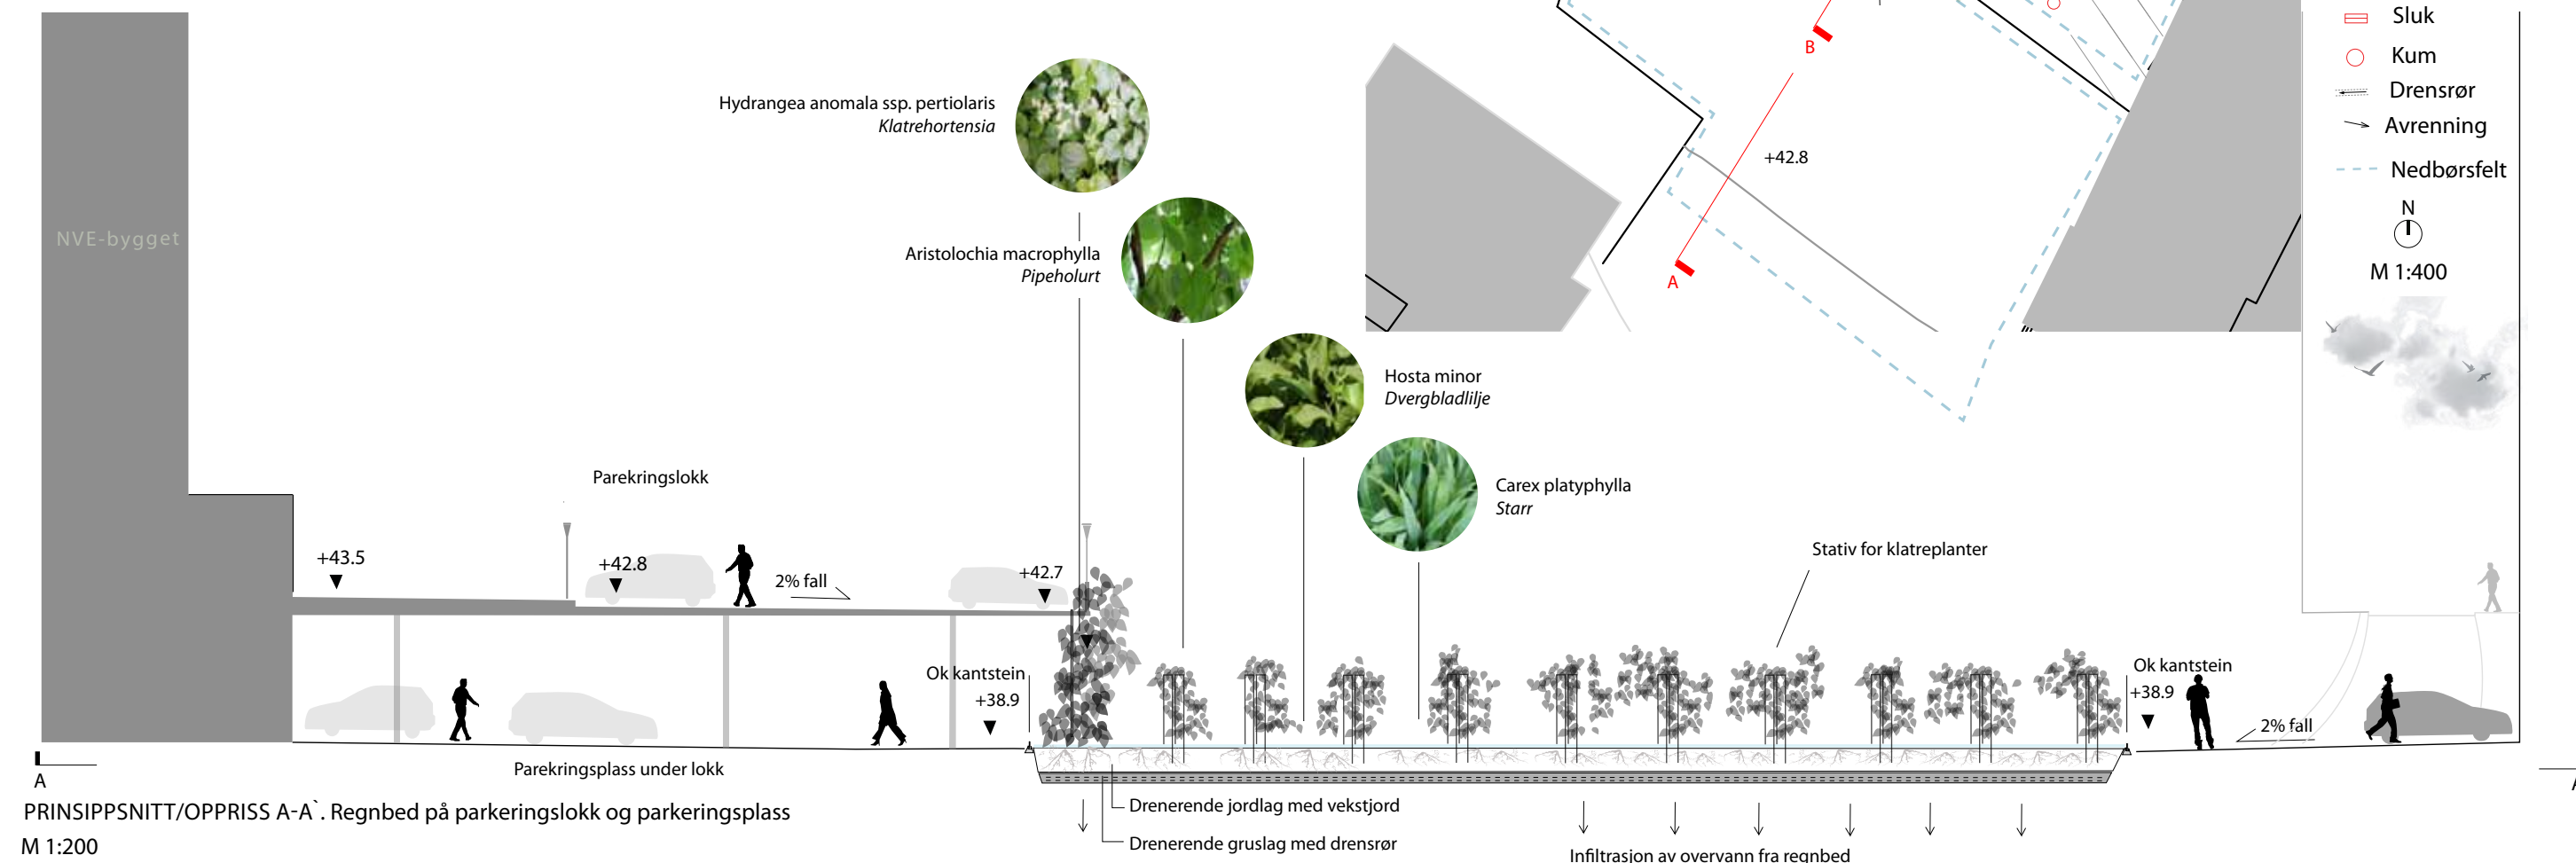 Sluk
Kum
Drensrør
Avrenning
Nedbørsfelt
N
M 1:400
B
+42.8
A
Hydrangea anomala ssp. pertiolaris
Klatrehortensia
NVE-bygget
Aristolochia macrophylla
Pipeholurt
Hosta minor
Dvergbladlilje
Carex platyphylla
Starr
Parekringslokk
Stativ for klatreplanter
+43.5
+42.8
2% fall
+42.7
Ok kantstein
+38.9
Ok kantstein
+38.9
2% fall
Parekringsplass under lokk
A
PRINSIPPSNITT/OPPRISS A-A`. Regnbed på parkeringslokk og parkeringsplass
M 1:200
Drenerende jordlag med vekstjord
Drenerende gruslag med drensrør
Infiltrasjon av overvann fra regnbed